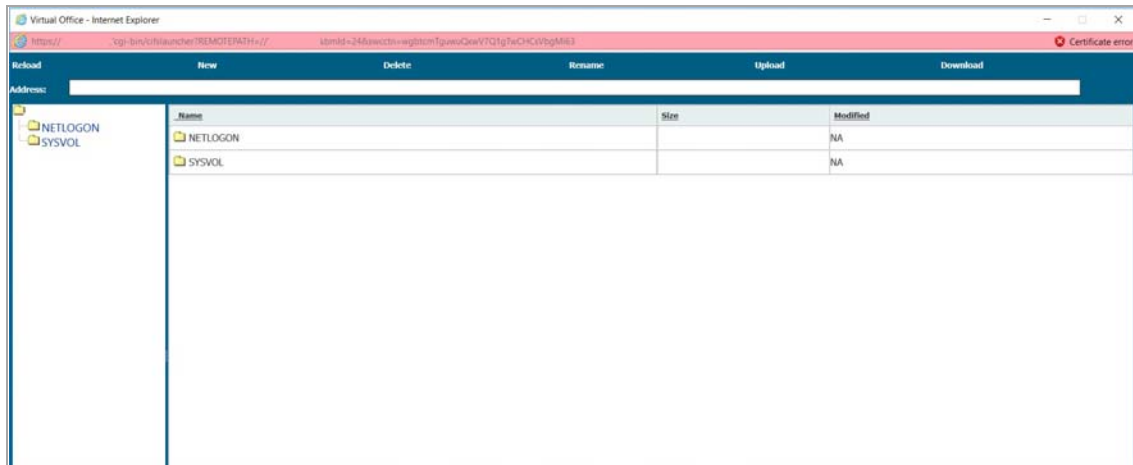 Virtual Office - Internet Explorer
https:// Certificate error
Reload New Delete Rename Upload Download
Address:
NETLOGON
SYSVOL
Name Size Modified
NETLOGON NA
SYSVOL NA